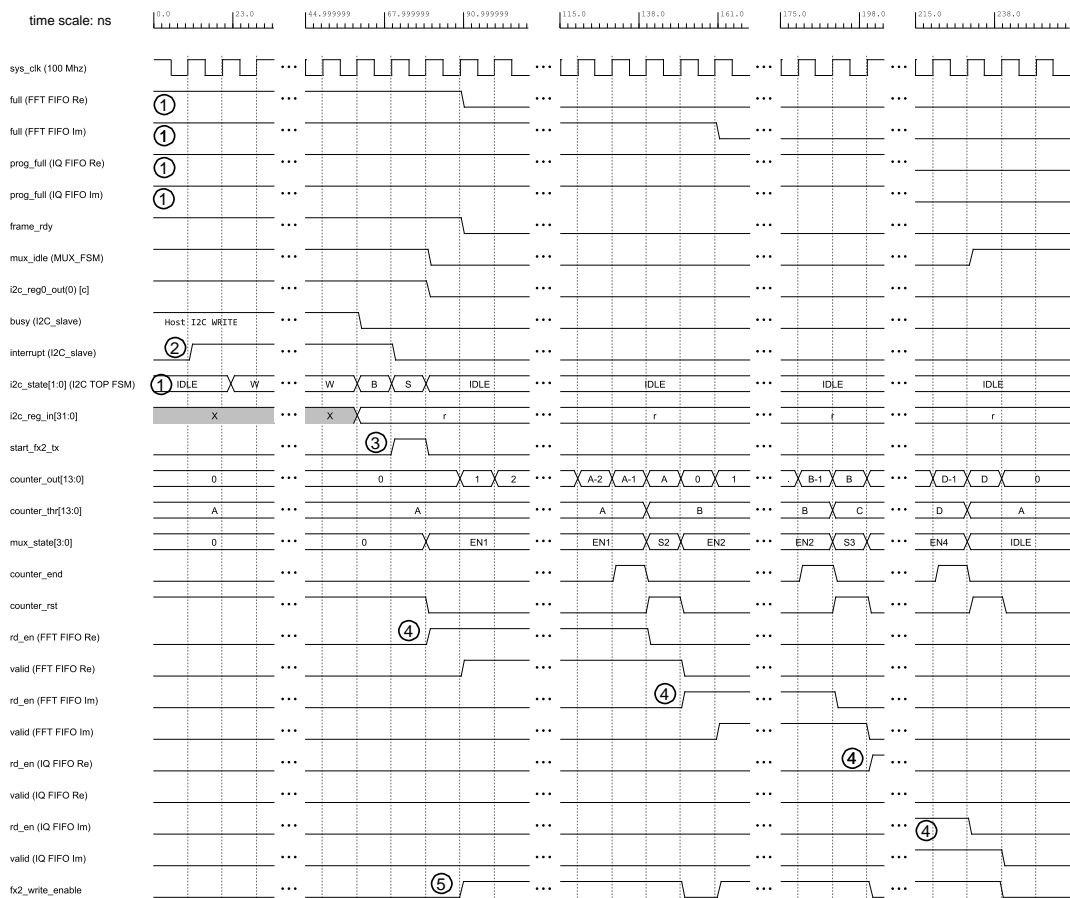 time scale: ns
0.0 23.0 44.999999 67.999999 90.999999 115.0 138.0 161.0 175.0 198.0 215.0 238.0
sys_clk (100 Mhz) ••• ••• ••• •••
full (FFT FIFO Re) 1 ••• ••• ••• •••
full (FFT FIFO Im) 1 ••• ••• ••• •••
prog_full (IQ FIFO Re) 1 ••• ••• ••• •••
prog_full (IQ FIFO Im) 1 ••• ••• ••• •••
frame_rdy ••• ••• ••• •••
mux_idle (MUX_FSM) ••• ••• ••• •••
i2c_reg0_out(0) [c] ••• ••• ••• •••
busy (I2C_slave) Host I2C WRITE ••• ••• ••• •••
interrupt (I2C_slave) 2 ••• ••• ••• •••
i2c_state[1:0] (I2C TOP FSM) 1 IDLE W ••• W B S IDLE ••• IDLE ••• IDLE ••• IDLE
i2c_reg_in[31:0] X ••• X r ••• r ••• r ••• r
start_fx2_tx ••• 3 ••• ••• •••
counter_out[13:0] 0 ••• 0 1 2 ••• A-2 A-1 A 0 1 ••• . B-1 B ••• D-1 D 0
counter_thr[13:0] A ••• A ••• A B ••• B C ••• D A
mux_state[3:0] 0 ••• 0 EN1 ••• EN1 S2 EN2 ••• EN2 S3 ••• EN4 IDLE
counter_end ••• ••• ••• •••
counter_rst ••• ••• ••• •••
rd_en (FFT FIFO Re) ••• 4 ••• ••• •••
valid (FFT FIFO Re) ••• ••• ••• •••
rd_en (FFT FIFO Im) ••• ••• 4 ••• •••
valid (FFT FIFO Im) ••• ••• ••• •••
rd_en (IQ FIFO Re) ••• ••• ••• 4 •••
valid (IQ FIFO Re) ••• ••• ••• •••
rd_en (IQ FIFO Im) ••• ••• ••• ••• 4
valid (IQ FIFO Im) ••• ••• ••• •••
fx2_write_enable ••• 5 ••• ••• •••